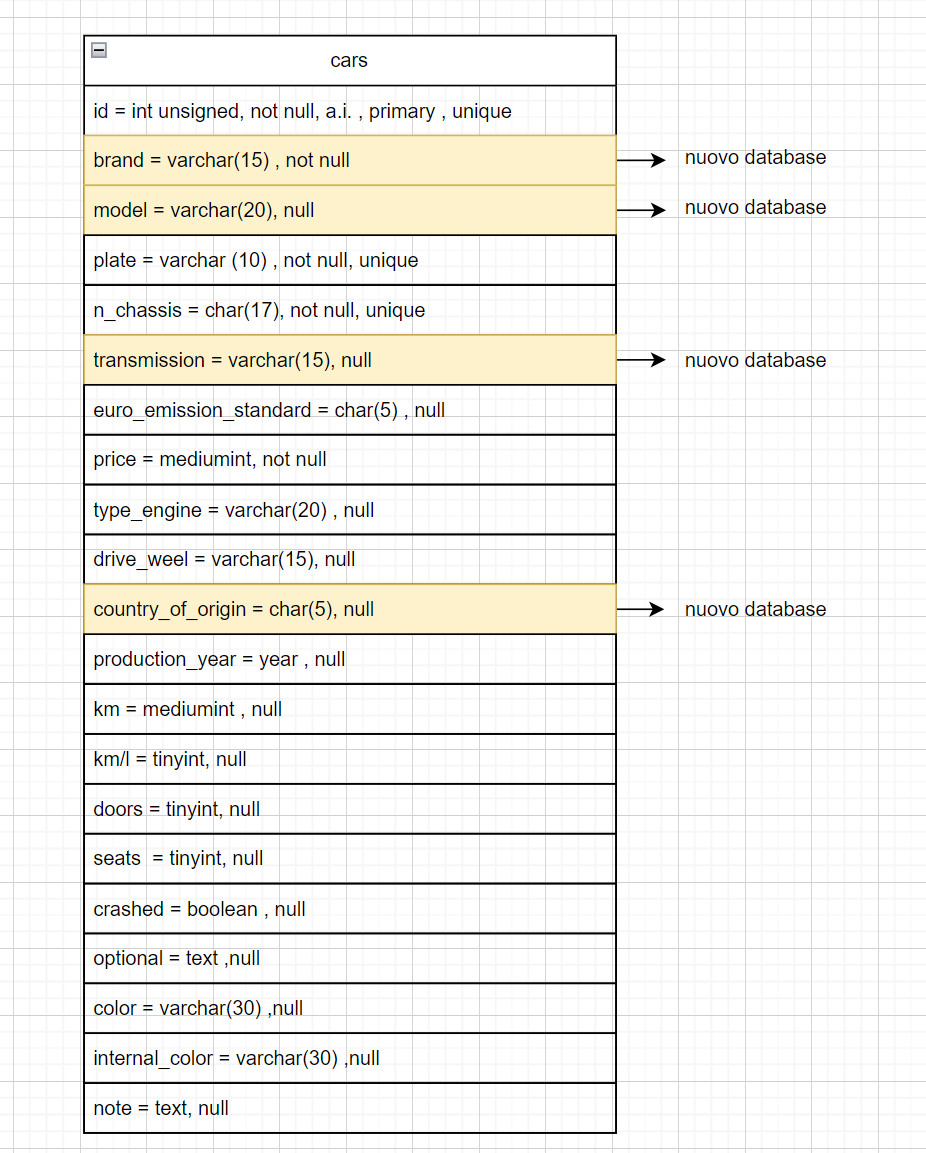 cars
id = int unsigned, not null, a.i. , primary , unique
brand = varchar(15) , not null
nuovo database
model = varchar(20), null
nuovo database
plate = varchar (10) , not null, unique
n_chassis = char(17), not null, unique
transmission = varchar(15), null
nuovo database
euro_emission_standard = char(5) , null
price = mediumint, not null
type_engine = varchar(20) , null
drive_weel = varchar(15), null
country_of_origin = char(5), null
nuovo database
production_year = year , null
km = mediumint , null
km/l = tinyint, null
doors = tinyint, null
seats  = tinyint, null
crashed = boolean , null
optional = text ,null
color = varchar(30) ,null
internal_color = varchar(30) ,null
note = text, null